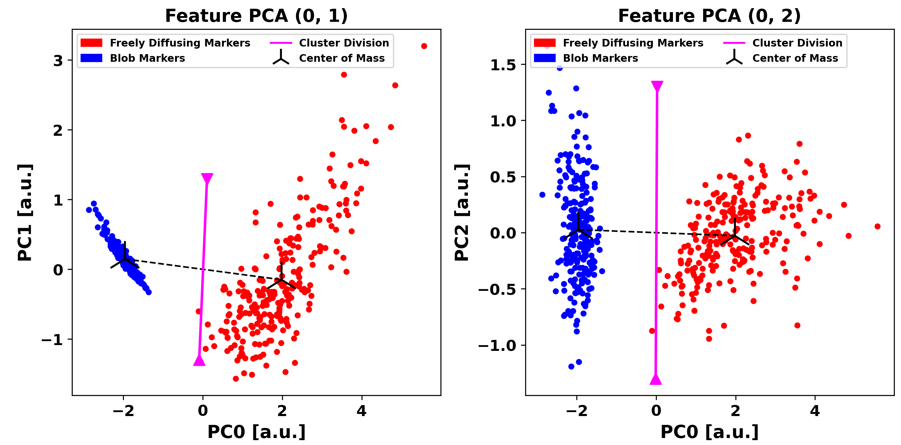 Feature PCA (0, 1)
Freely Diffusing Markers
Blob Markers
Cluster Division
Center of Mass
3
2
1
0
−1
−2
0
2
4
PC1 [a.u.]
PC0 [a.u.]
Feature PCA (0, 2)
Freely Diffusing Markers
Blob Markers
Cluster Division
Center of Mass
1.5
1.0
0.5
0.0
−0.5
−1.0
−2
0
2
4
PC2 [a.u.]
PC0 [a.u.]